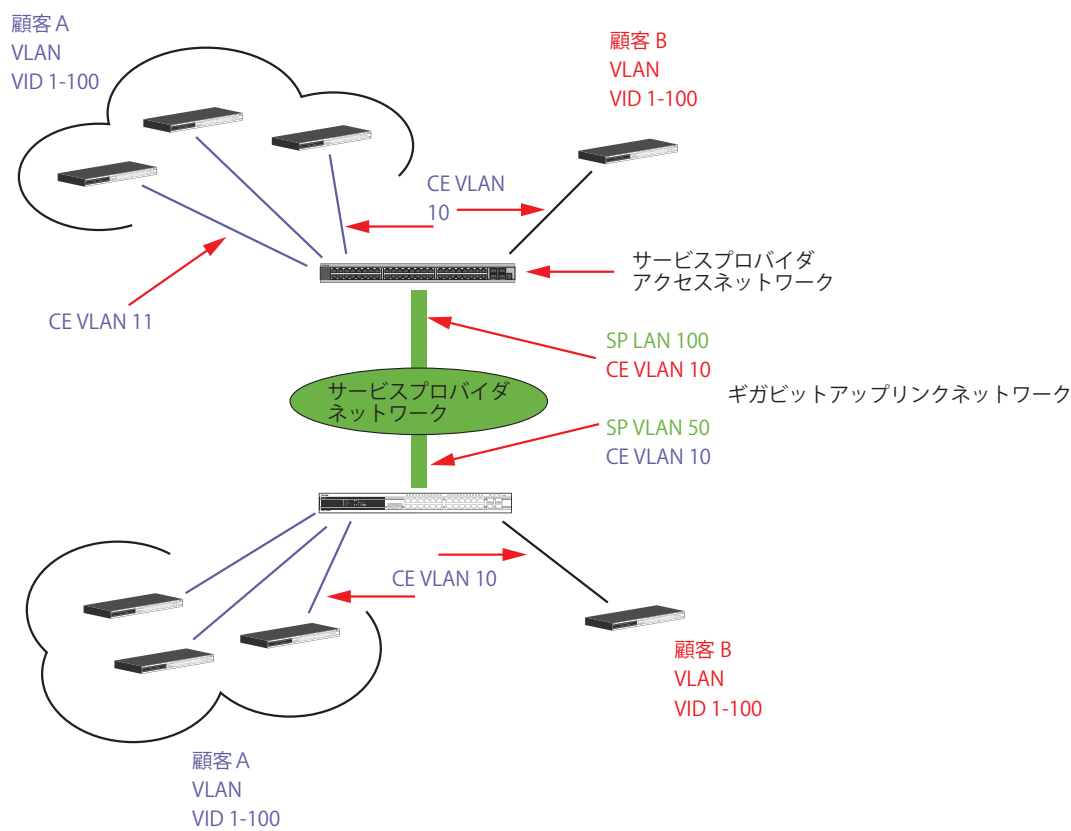 顧客 A
VLAN
VID 1-100
顧客 B
VLAN
VID 1-100
CE VLAN
10
サービスプロバイダ
アクセスネットワーク
CE VLAN 11
SP LAN 100
CE VLAN 10
サービスプロバイダ
ネットワーク
ギガビットアップリンクネットワーク
SP VLAN 50
CE VLAN 10
CE VLAN 10
顧客 B
VLAN
VID 1-100
顧客 A
VLAN
VID 1-100